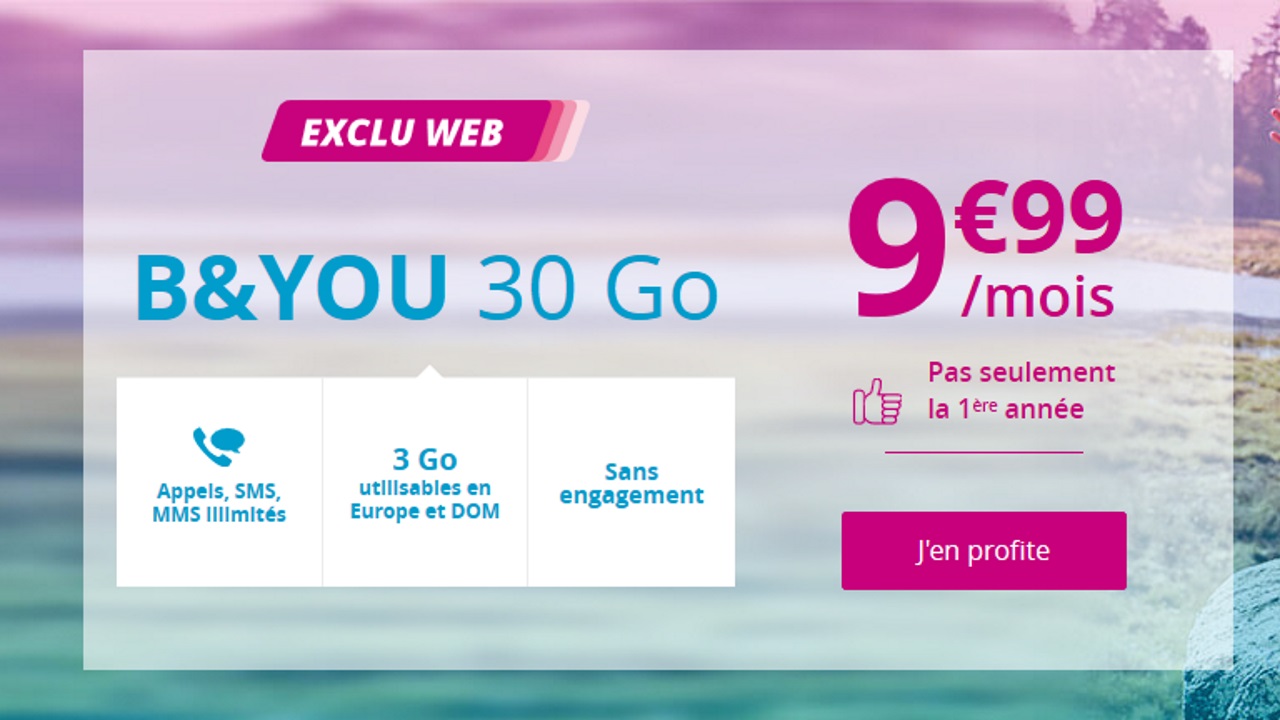 EXCLU WEB
B&YOU 30 Go
Appels, SMS,
MMS illimités
3 Go
utilisables en
Europe et DOM
Sans
engagement
9€99
/mois
Pas seulement
la 1ère année
J'en profite